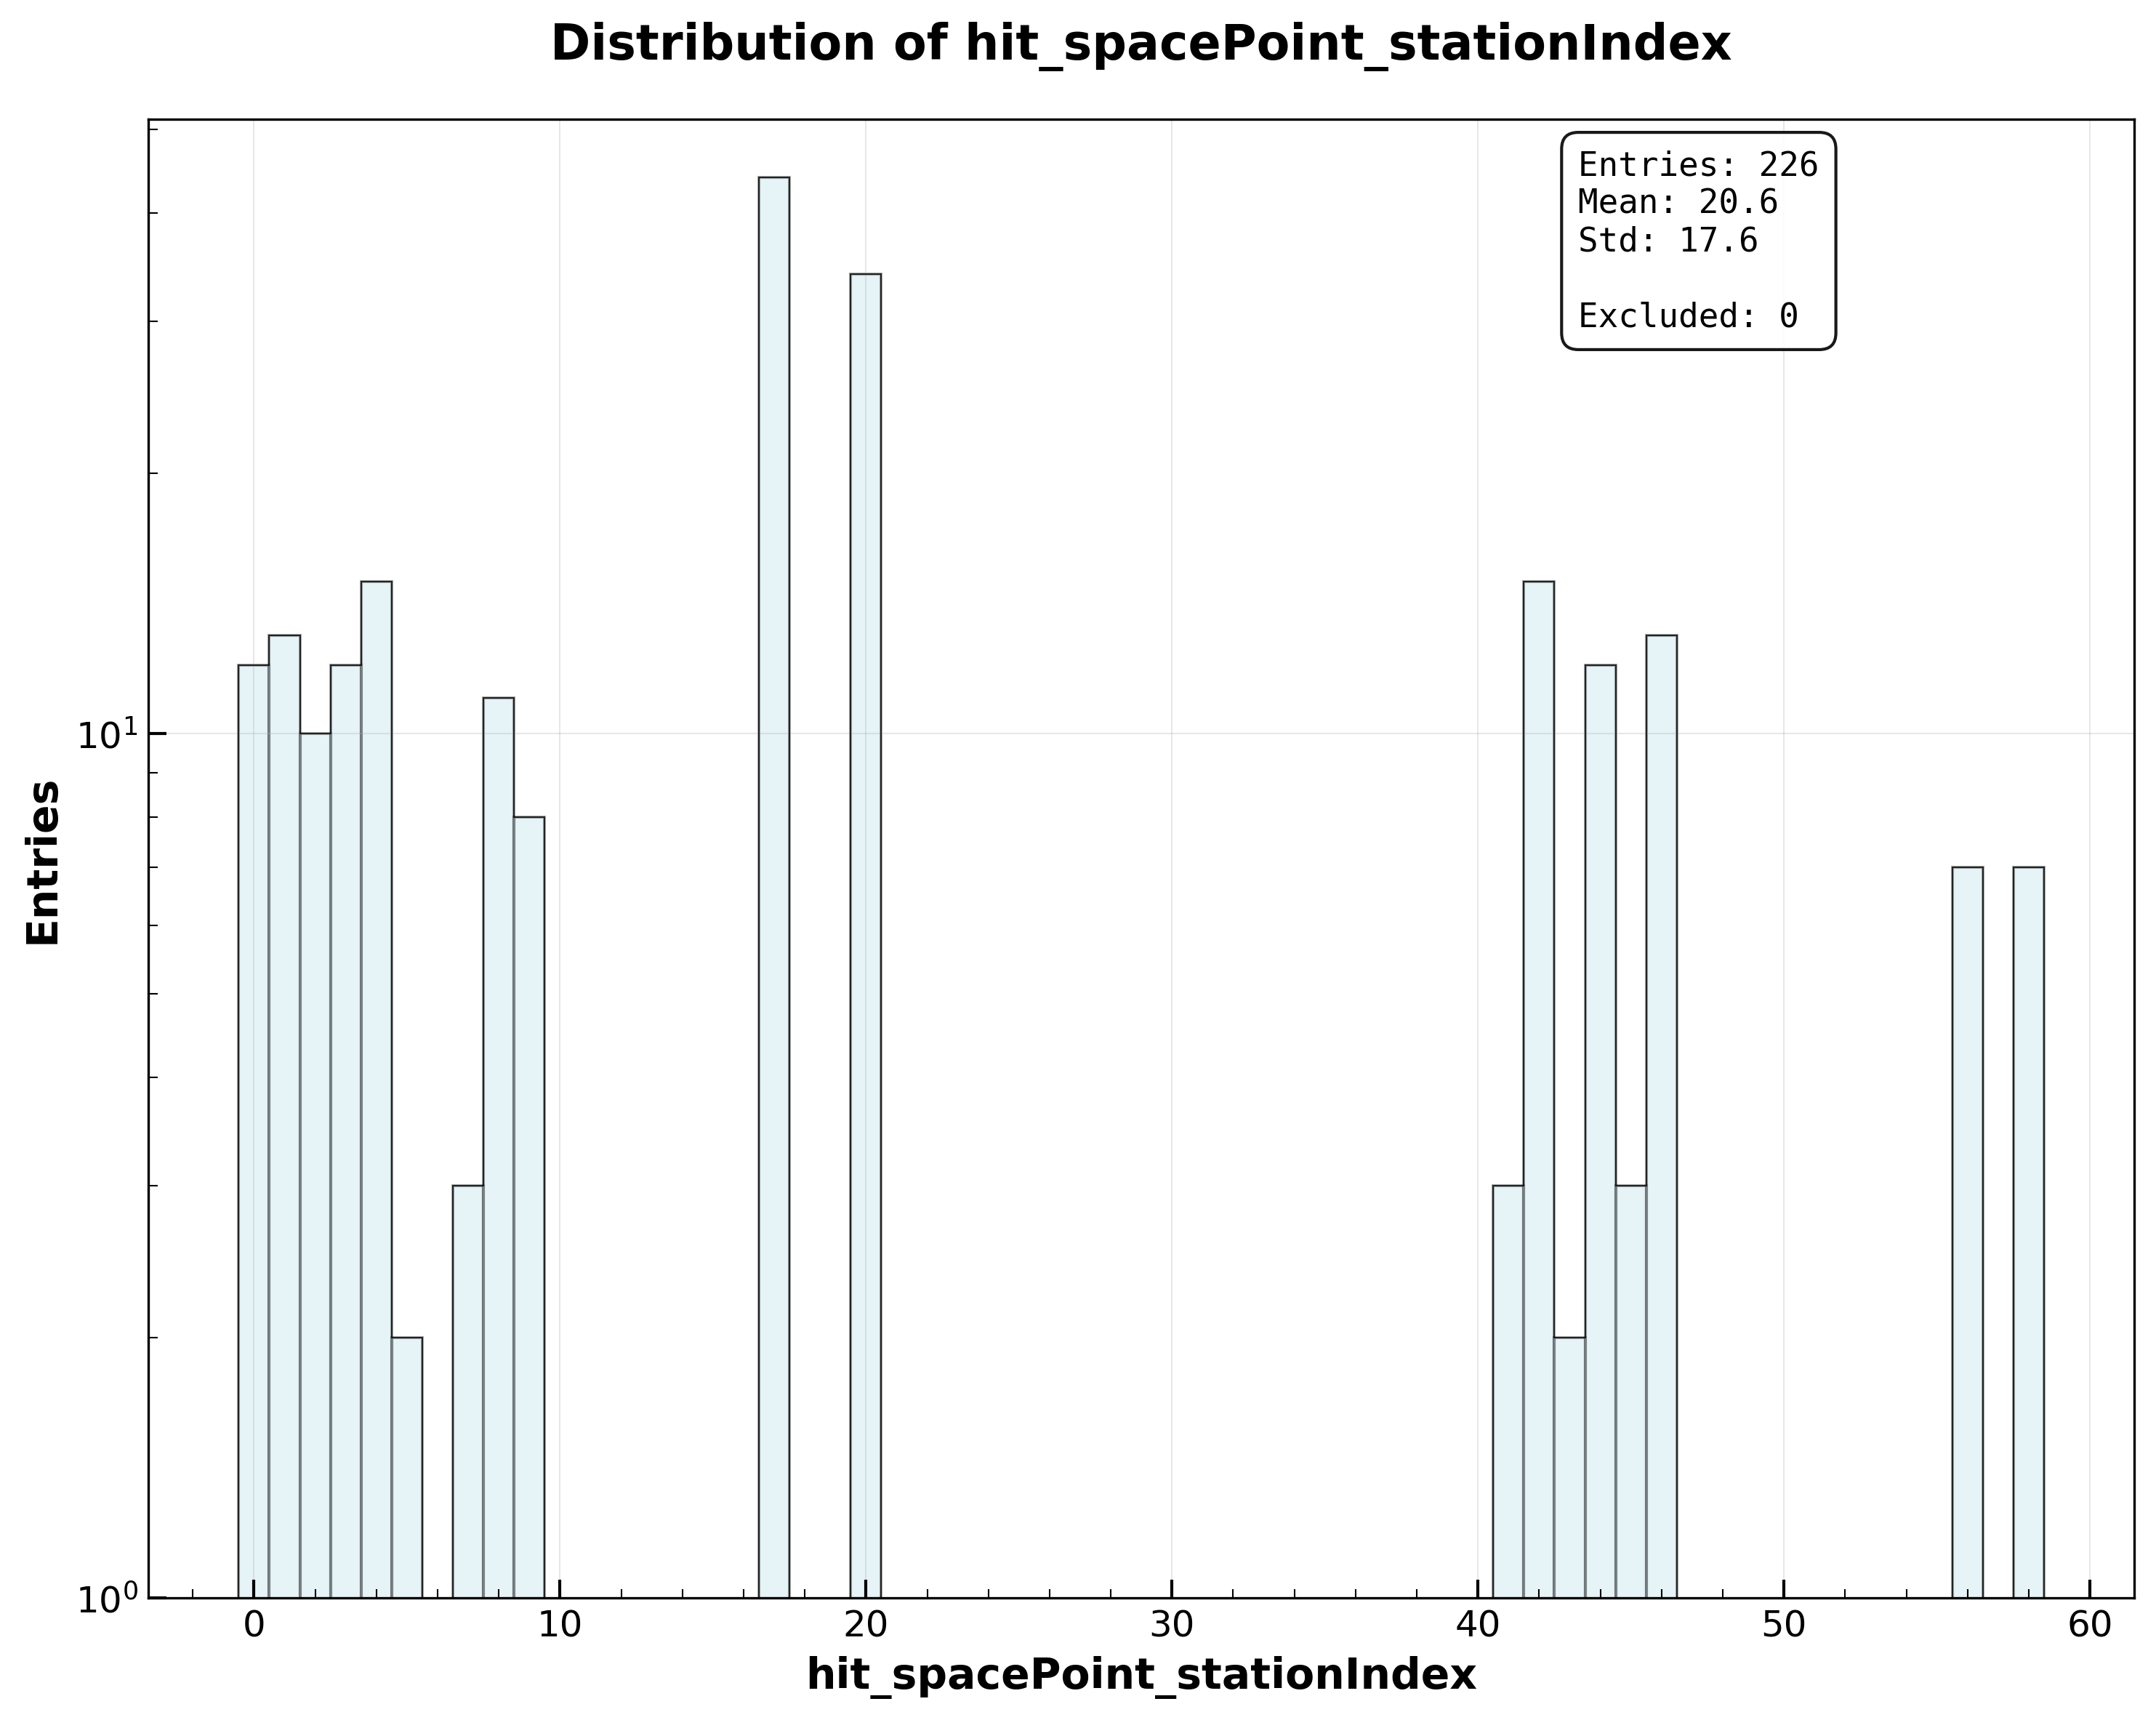 Distribution of hit_spacePoint_stationIndex
Entries: 226
Mean: 20.6
Std: 17.6
Excluded: 0
Entries
10¹
10⁰
0 10 20 30 40 50 60
hit_spacePoint_stationIndex